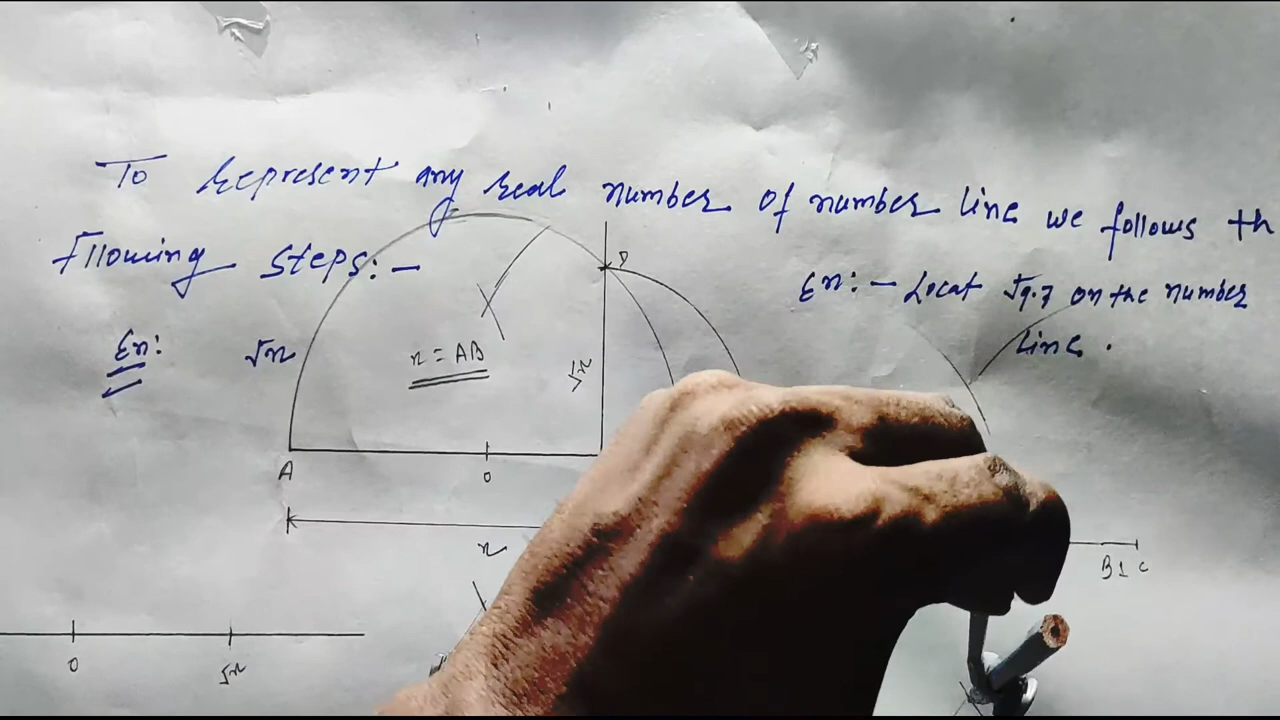 To Represent any real number of number line we follows th
Fllowing steps:-
Ex:- Locat √9.7 on the number
line.
Ex: √x
x = AB
√x
A 0
x
B 1 C
0 √x